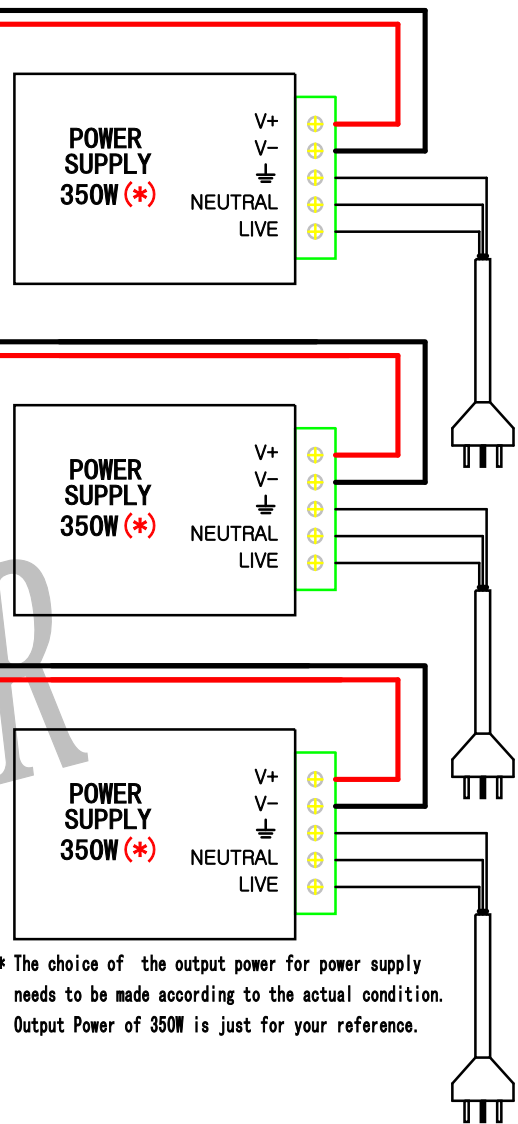 V+
POWER
V-
SUPPLY
350W(*)
NEUTRAL
LIVE
V+
POWER
V-
SUPPLY
350W(*)
NEUTRAL
LIVE
R
V+
POWER
V-
SUPPLY
350W(*)
NEUTRAL
LIVE
* The choice of the output power for power supply
needs to be made according to the actual condition.
Output Power of 350W is just for your reference.